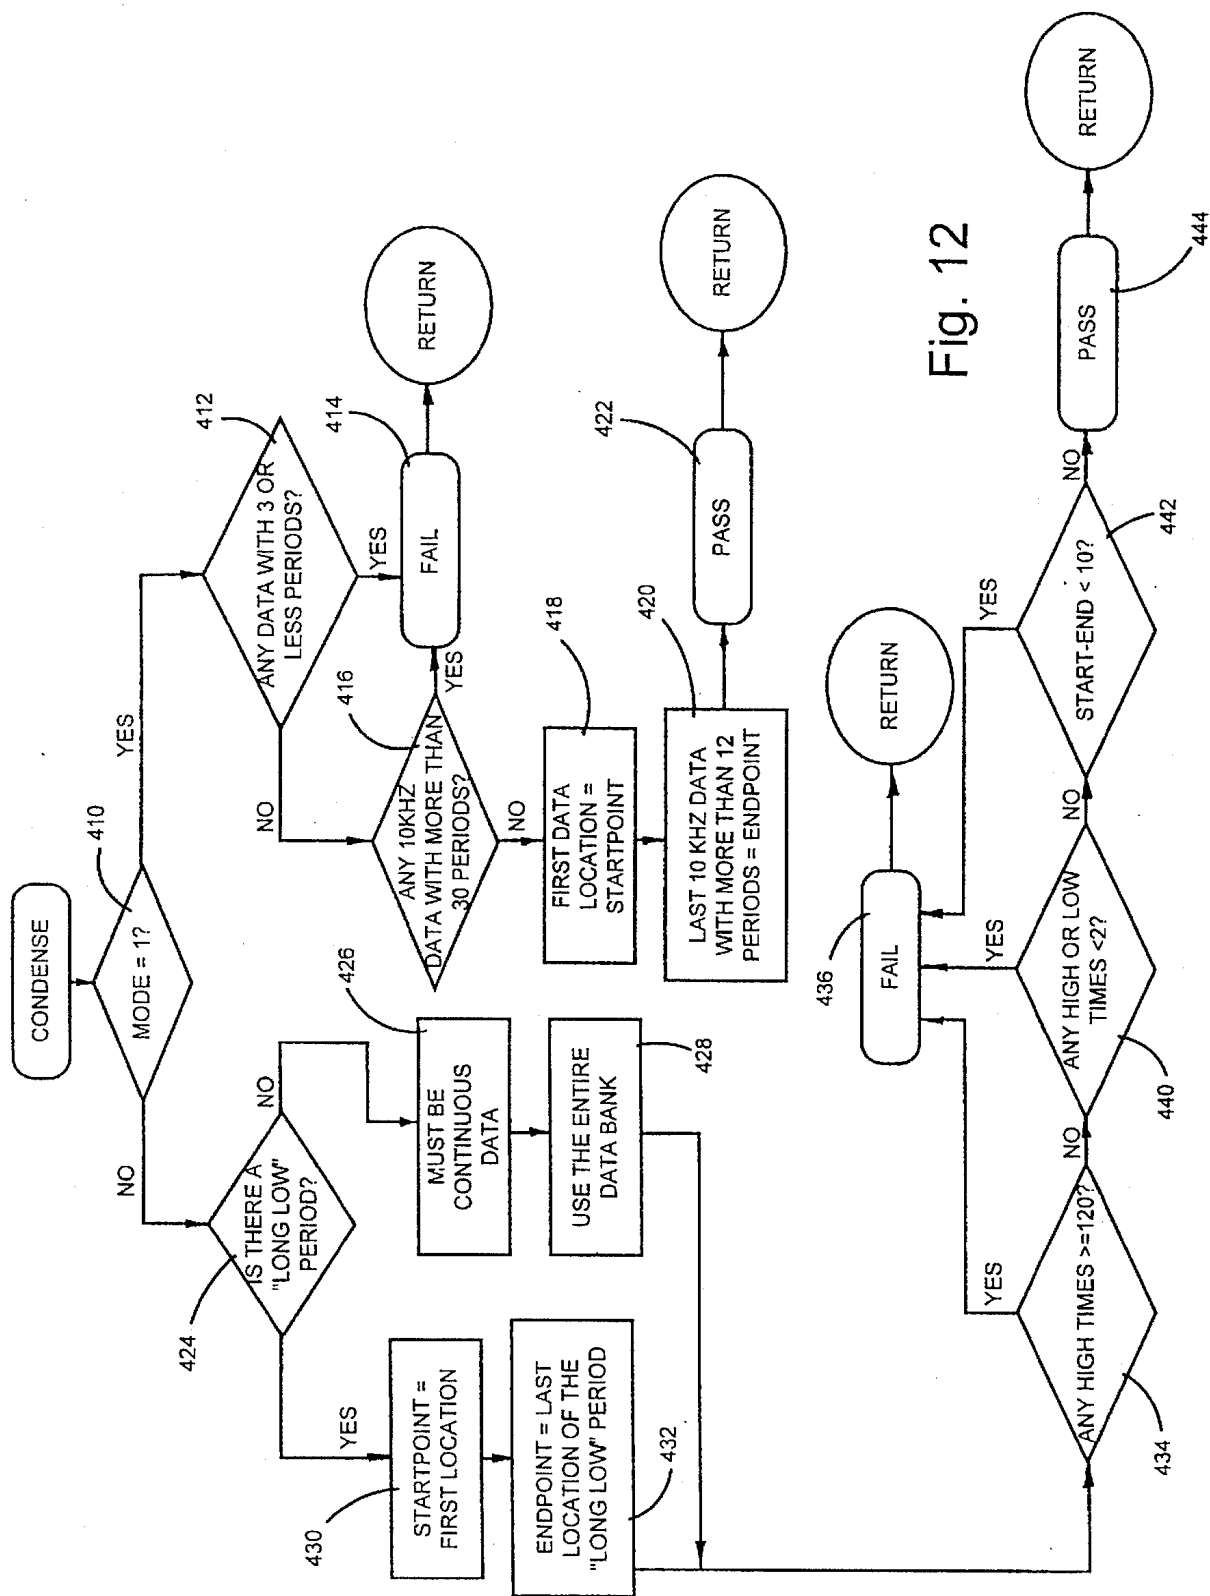 CONDENSE
410
MODE = 1?
YES
NO
412
ANY DATA WITH 3 OR
LESS PERIODS?
YES
NO
414
FAIL
RETURN
416
ANY 10KHZ
DATA WITH MORE THAN
30 PERIODS?
YES
NO
418
FIRST DATA
LOCATION =
STARTPOINT
420
LAST 10 KHZ DATA
WITH MORE THAN 12
PERIODS = ENDPOINT
422
PASS
RETURN
424
IS THERE A
"LONG LOW"
PERIOD?
NO
YES
426
MUST BE
CONTINUOUS
DATA
428
USE THE ENTIRE
DATA BANK
430
STARTPOINT =
FIRST LOCATION
432
ENDPOINT = LAST
LOCATION OF THE
"LONG LOW" PERIOD
434
ANY HIGH TIMES >=120?
YES
NO
436
FAIL
RETURN
440
ANY HIGH OR LOW
TIMES <2?
YES
NO
442
START-END < 10?
YES
NO
444
PASS
RETURN
Fig. 12